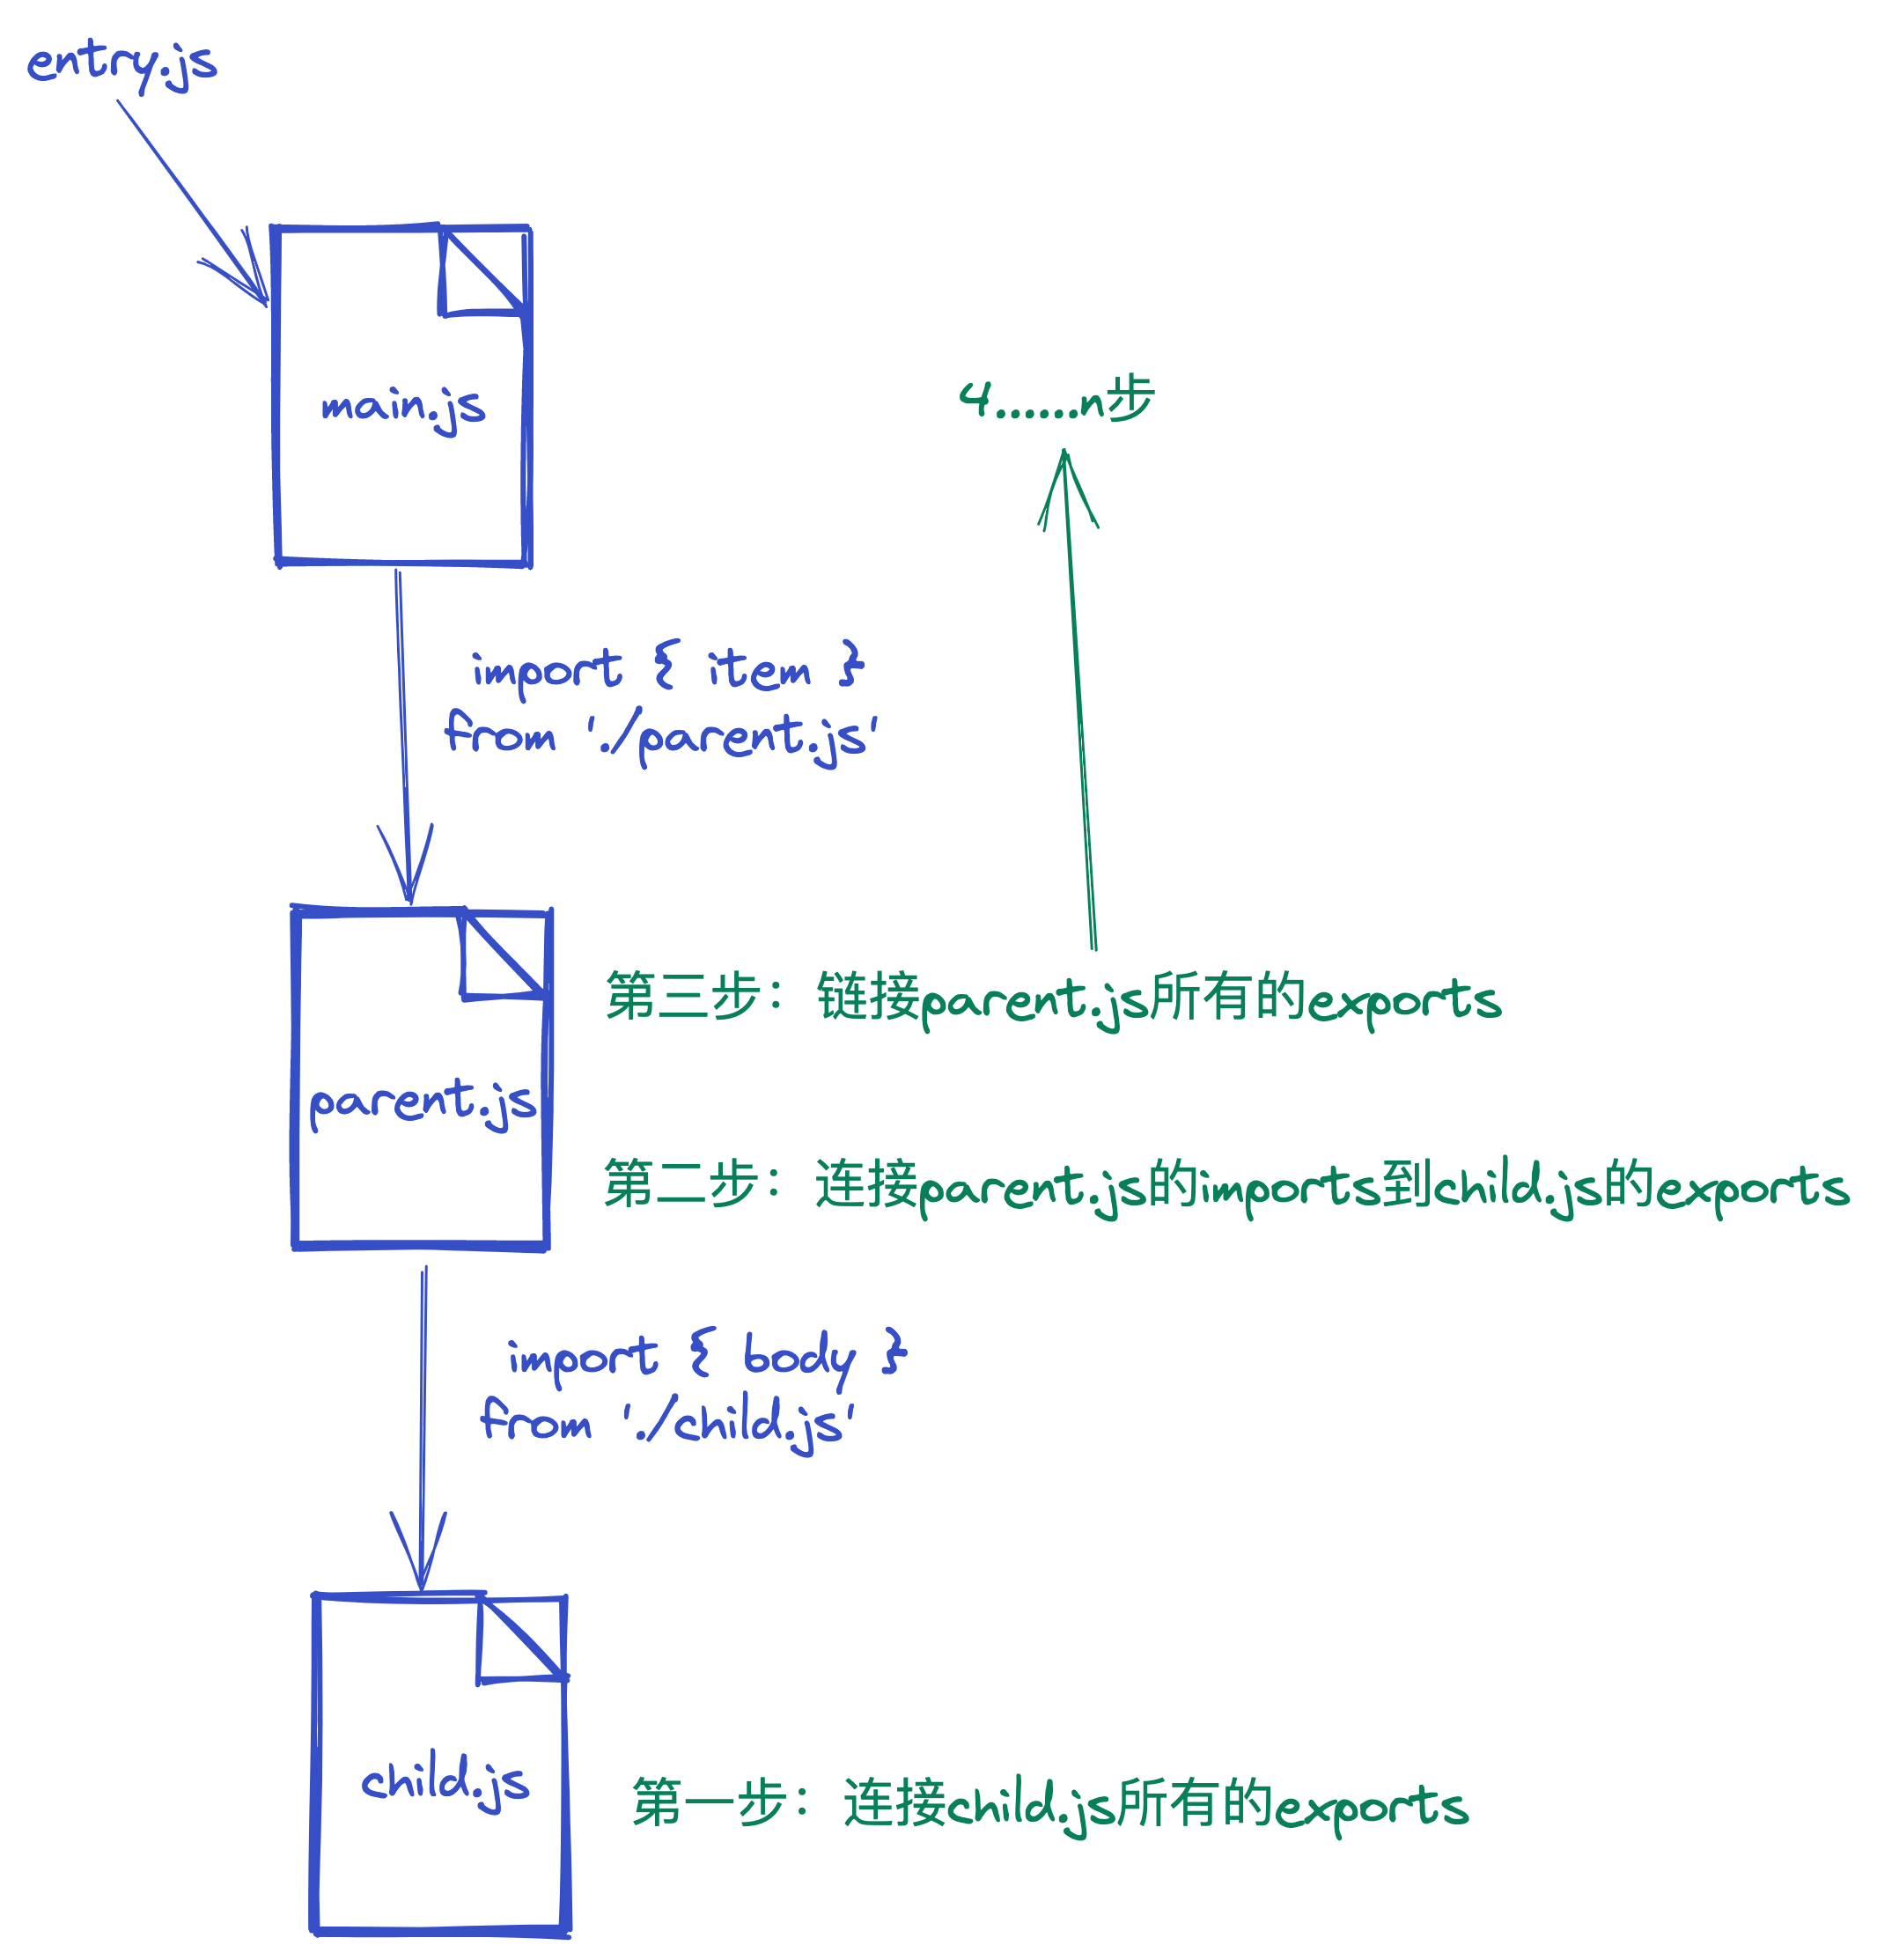 entry.js
main.js
4......n步
import { item }
from './parent.js'
第三步：链接parent.js所有的exports
parent.js
第二步：连接parent.js的imports到child.js的exports
import { body }
from './child.js'
child.js
第一步：连接child.js所有的exports